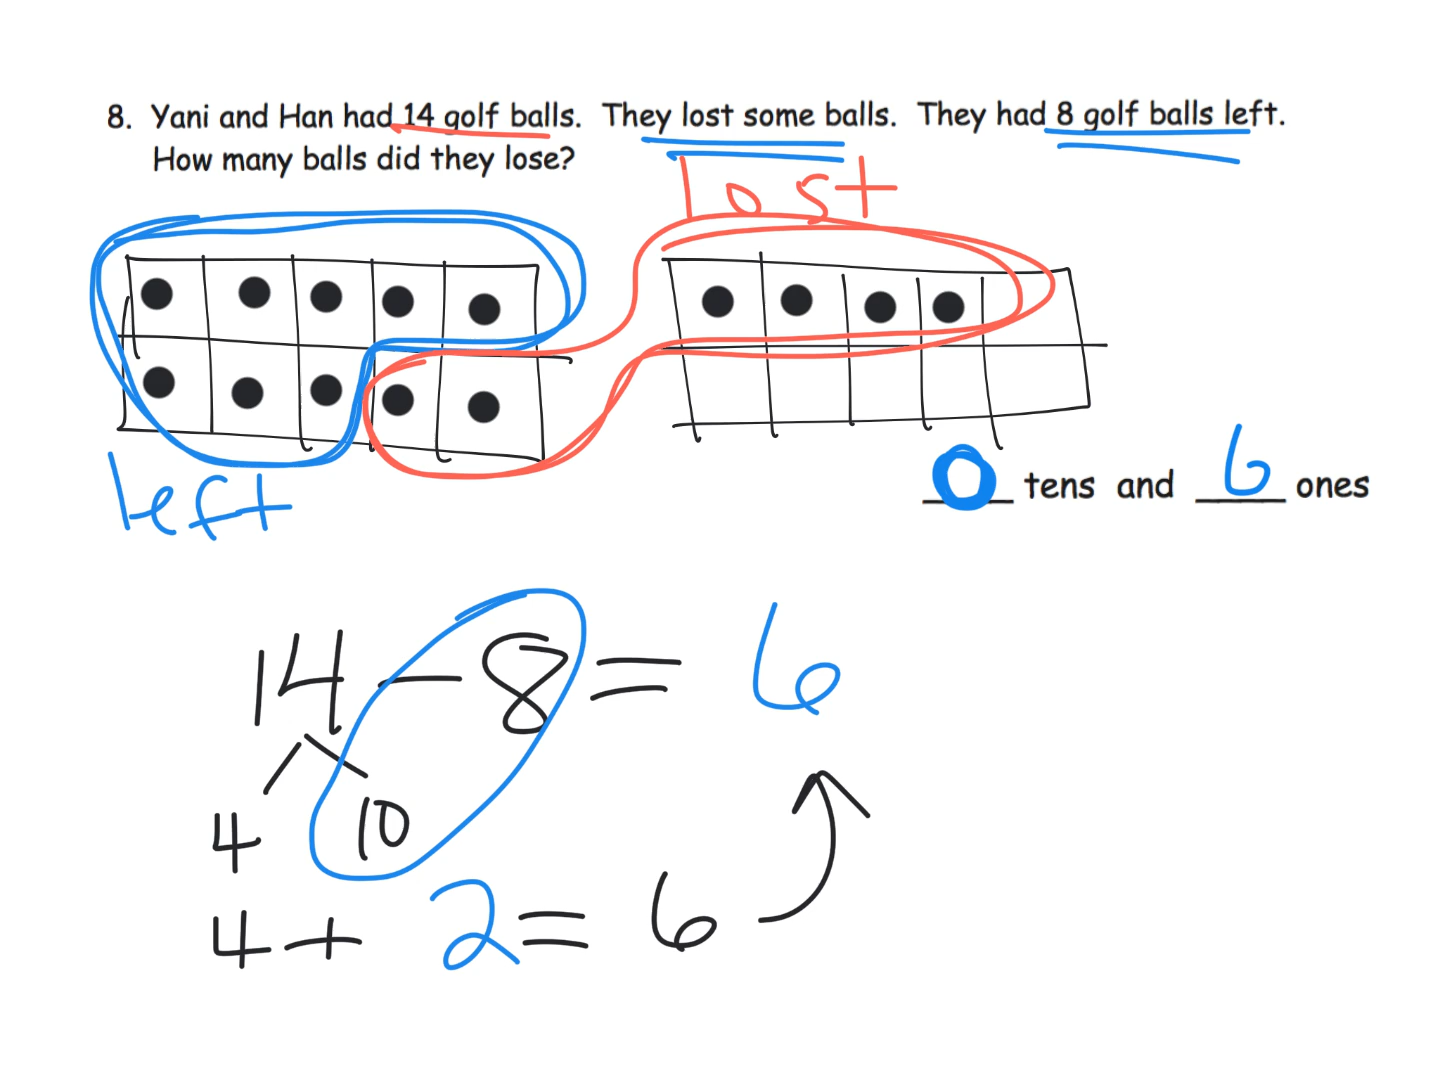 8. Yani and Han had 14 golf balls. They lost some balls. They had 8 golf balls left.
How many balls did they lose?
lost
left
0 tens and 6 ones
14 - 8 = 6
4 10
4 + 2 = 6